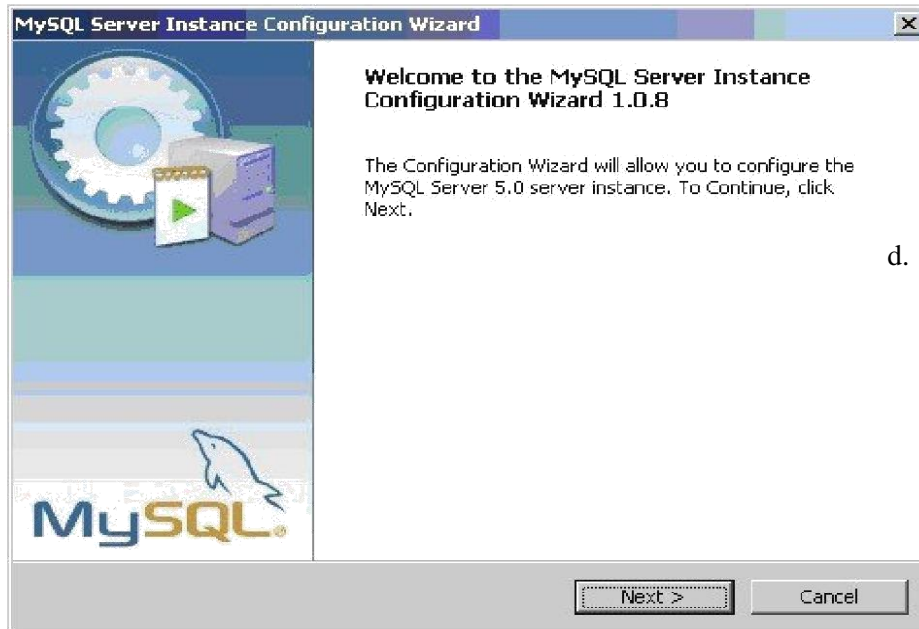 MySQL Server Instance Configuration Wizard
Welcome to the MySQL Server Instance
Configuration Wizard 1.0.8
The Configuration Wizard will allow you to configure the
MySQL Server 5.0 server instance. To Continue, click
Next.
d.
MySQL®
Next >
Cancel